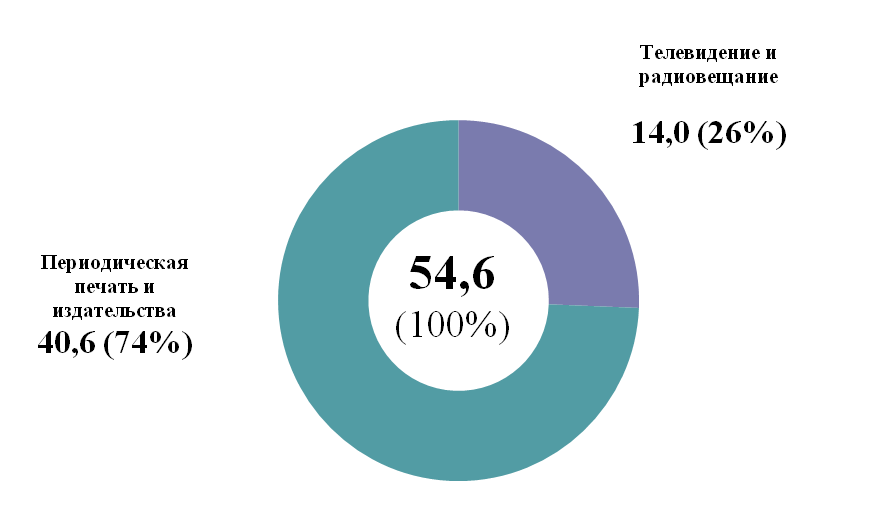 Телевидение и
радиовещание
14,0 (26%)
Периодическая
печать и
издательства
40,6 (74%)
54,6
(100%)